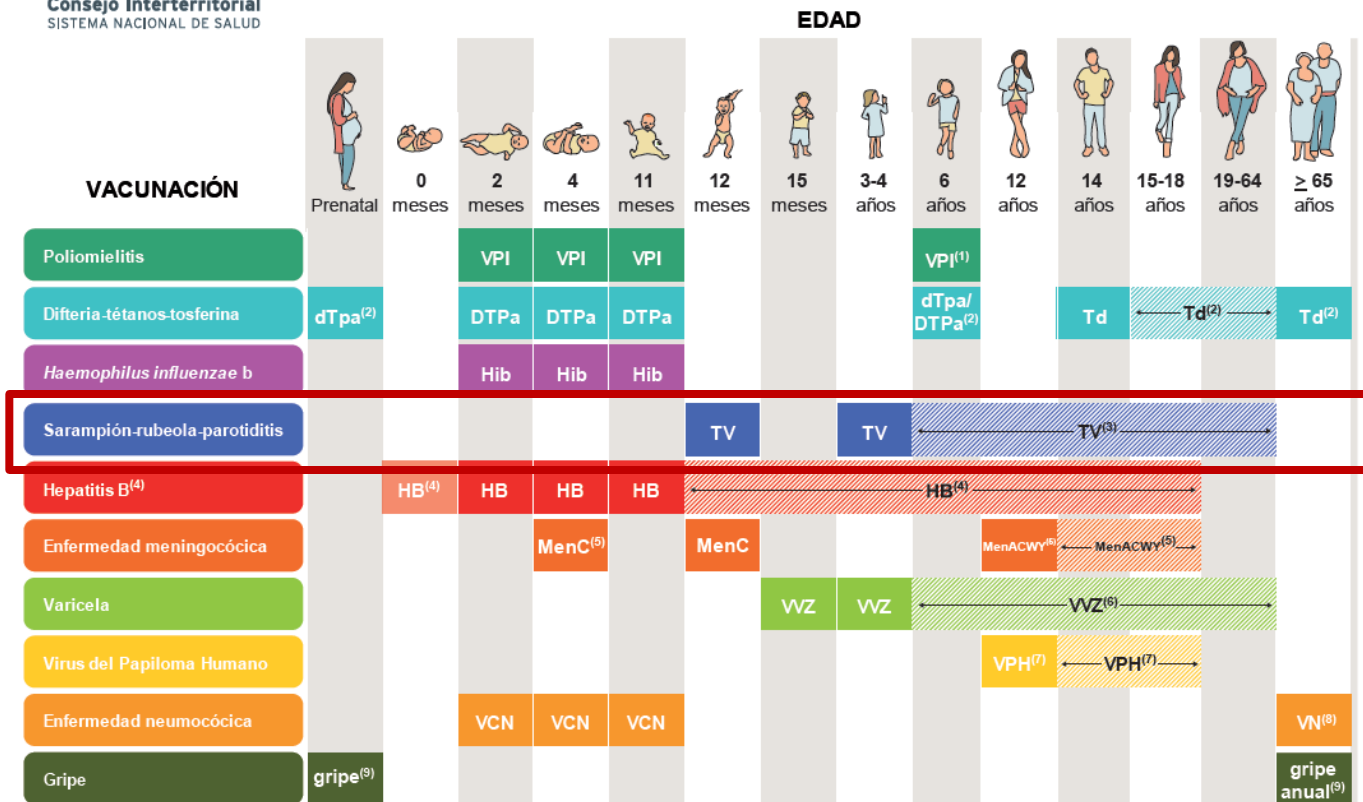 Consejo Interterritorial
SISTEMA NACIONAL DE SALUD
EDAD
VACUNACIÓN
Prenatal
0 meses
2 meses
4 meses
11 meses
12 meses
15 meses
3-4 años
6 años
12 años
14 años
15-18 años
19-64 años
≥ 65 años
Poliomielitis
VPI VPI VPI VPI(1)
Difteria-tétanos-tosferina
dTpa(2) DTPa DTPa DTPa dTpa/ DTPa(2) Td Td(2) Td(2)
Haemophilus influenzae b
Hib Hib Hib
Sarampión-rubeola-parotiditis
TV TV TV(3)
Hepatitis B(4)
HB(4) HB HB HB HB(4)
Enfermedad meningocócica
MenC(5) MenC MenACWY(5) MenACWY(5)
Varicela
VVZ VVZ VVZ(6)
Virus del Papiloma Humano
VPH(7) VPH(7)
Enfermedad neumocócica
VCN VCN VCN VN(8)
Gripe
gripe(9) gripe anual(9)